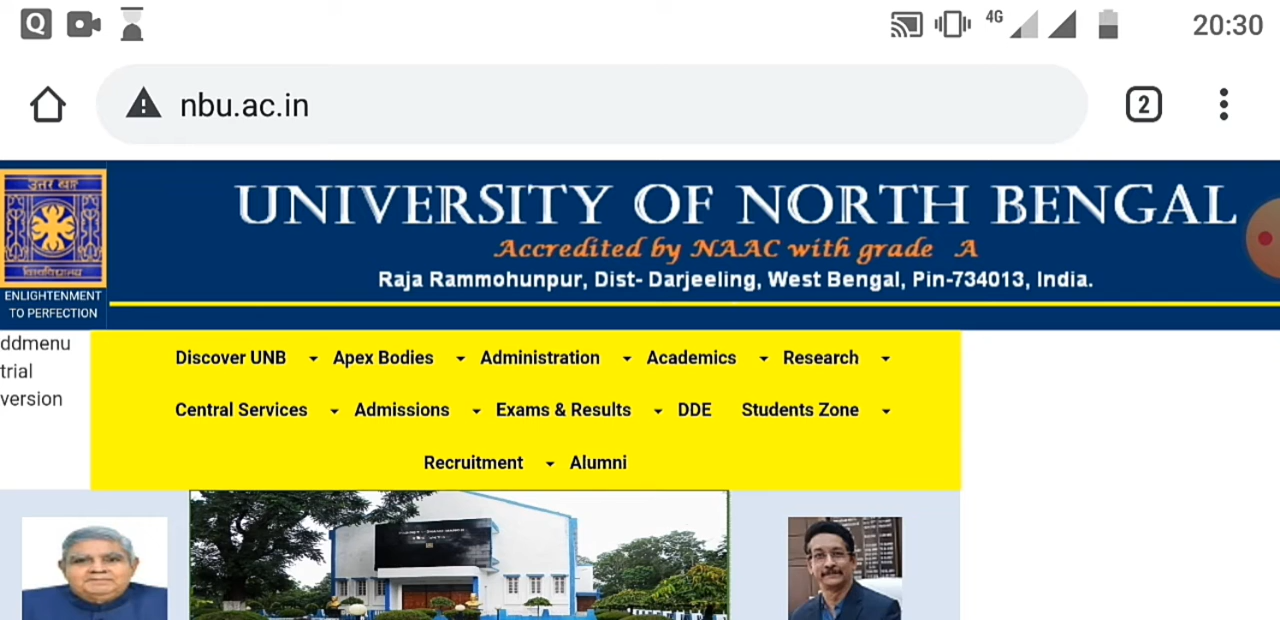 Q 4G 20:30
nbu.ac.in 2
UNIVERSITY OF NORTH BENGAL
Accredited by NAAC with grade A
Raja Rammohunpur, Dist- Darjeeling, West Bengal, Pin-734013, India.
ENLIGHTENMENT
TO PERFECTION
ddmenu
trial
version
Discover UNB Apex Bodies Administration Academics Research
Central Services Admissions Exams & Results DDE Students Zone
Recruitment Alumni